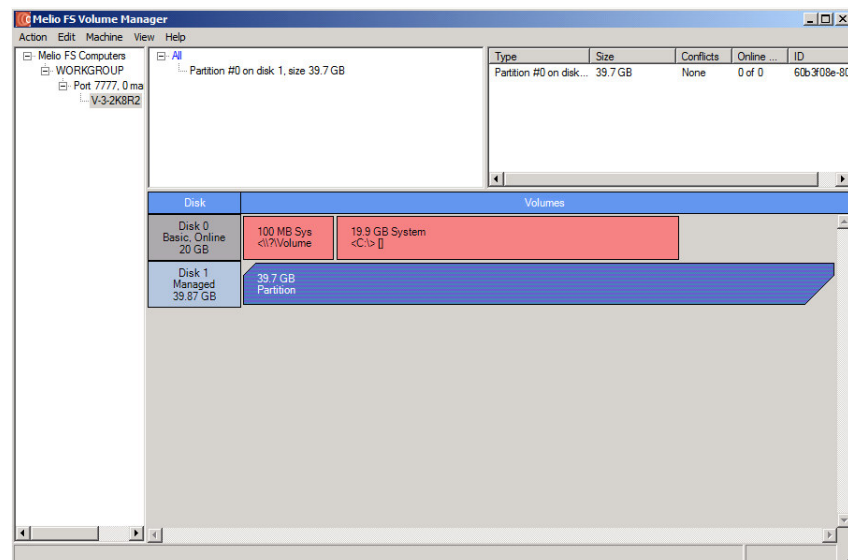 Melio FS Volume Manager
Action Edit Machine View Help
Melio FS Computers
WORKGROUP
Port 7777, 0 ma
V-3-2K8R2
All
Partition #0 on disk 1, size 39.7 GB
Type Size Conflicts Online ... ID
Partition #0 on disk... 39.7 GB None 0 of 0 60b3f08e-80
Disk Volumes
Disk 0
Basic, Online
20 GB
100 MB Sys
<\\?\Volume
19.9 GB System
<C:\> []
Disk 1
Managed
39.87 GB
39.7 GB
Partition